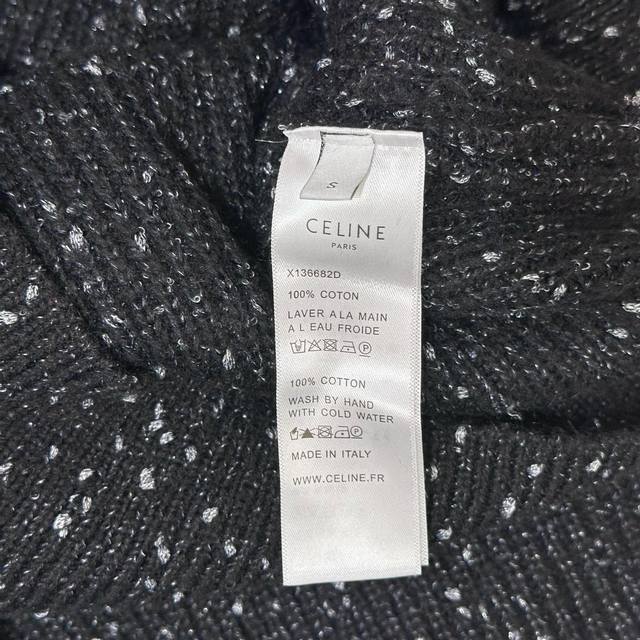 S
CELINE
PARIS
X136682D
100% COTON
LAVER A LA MAIN
A L EAU FROIDE
100% COTTON
WASH BY HAND
WITH COLD WATER
MADE IN ITALY
WWW.CELINE.FR